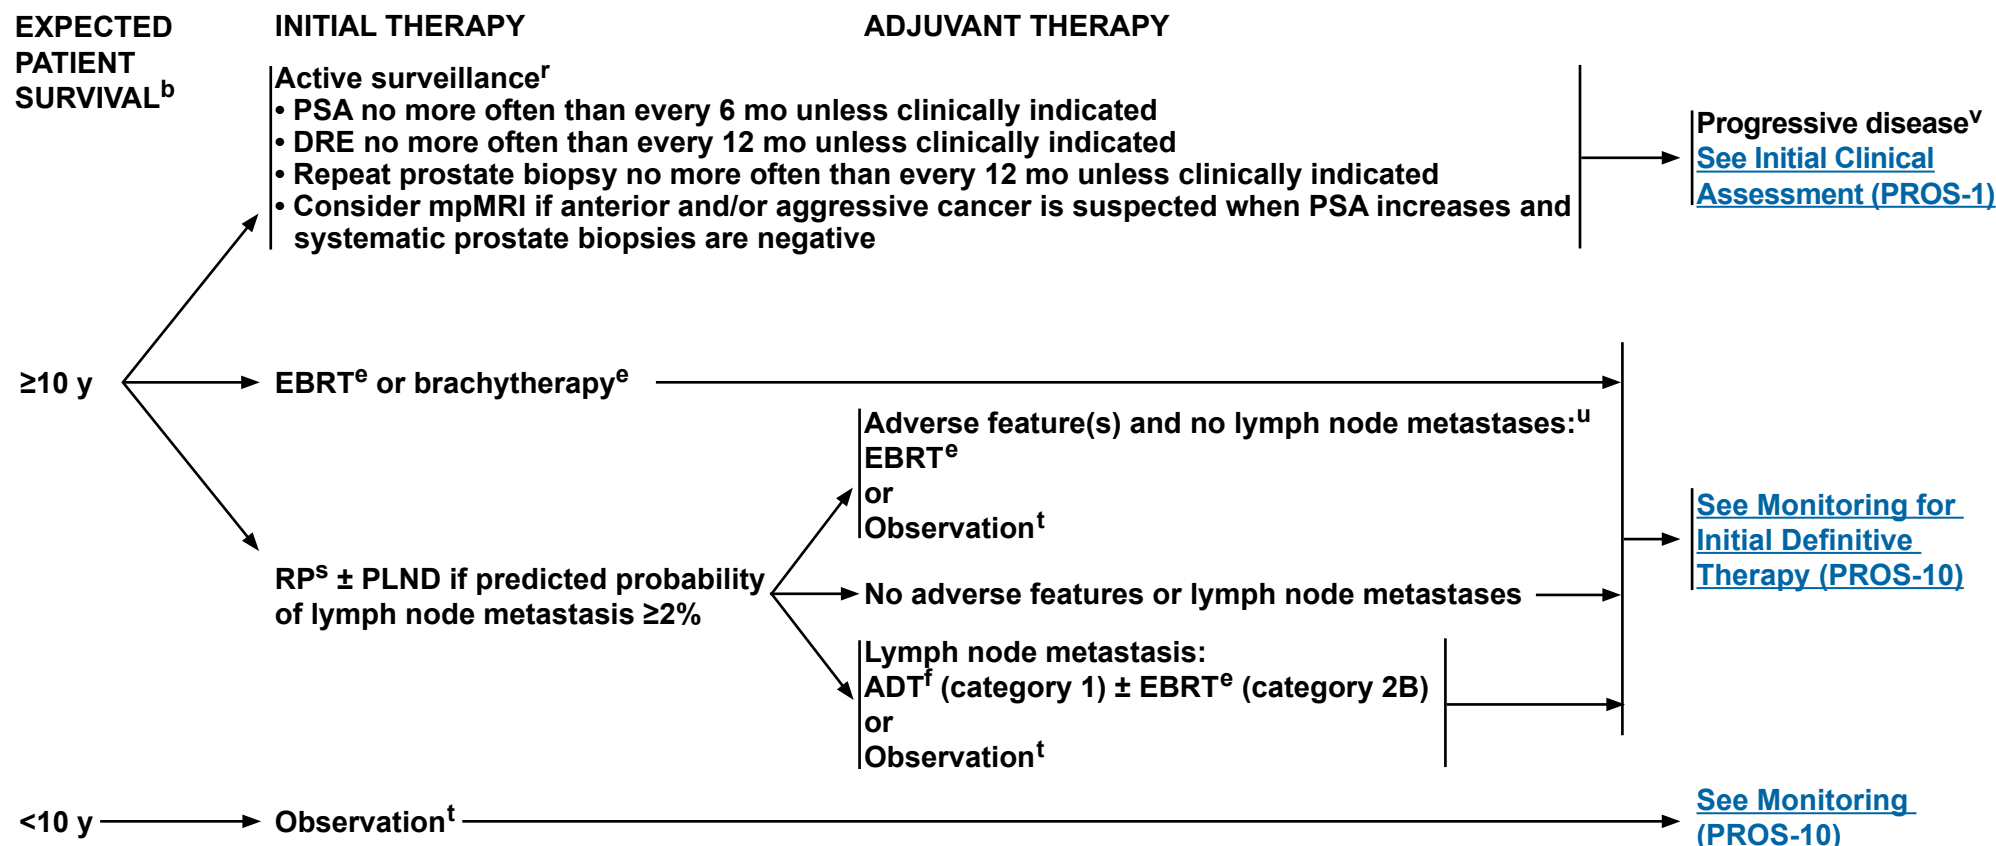 EXPECTED
PATIENT
SURVIVALᵇ
INITIAL THERAPY
ADJUVANT THERAPY
Active surveillanceʳ
• PSA no more often than every 6 mo unless clinically indicated
• DRE no more often than every 12 mo unless clinically indicated
• Repeat prostate biopsy no more often than every 12 mo unless clinically indicated
• Consider mpMRI if anterior and/or aggressive cancer is suspected when PSA increases and
systematic prostate biopsies are negative
Progressive diseaseᵛ
See Initial Clinical
Assessment (PROS-1)
≥10 y
EBRTᵉ or brachytherapyᵉ
RPˢ ± PLND if predicted probability
of lymph node metastasis ≥2%
Adverse feature(s) and no lymph node metastases:ᵘ
EBRTᵉ
or
Observationᵗ
No adverse features or lymph node metastases
Lymph node metastasis:
ADTᶠ (category 1) ± EBRTᵉ (category 2B)
or
Observationᵗ
See Monitoring for
Initial Definitive
Therapy (PROS-10)
<10 y
Observationᵗ
See Monitoring
(PROS-10)